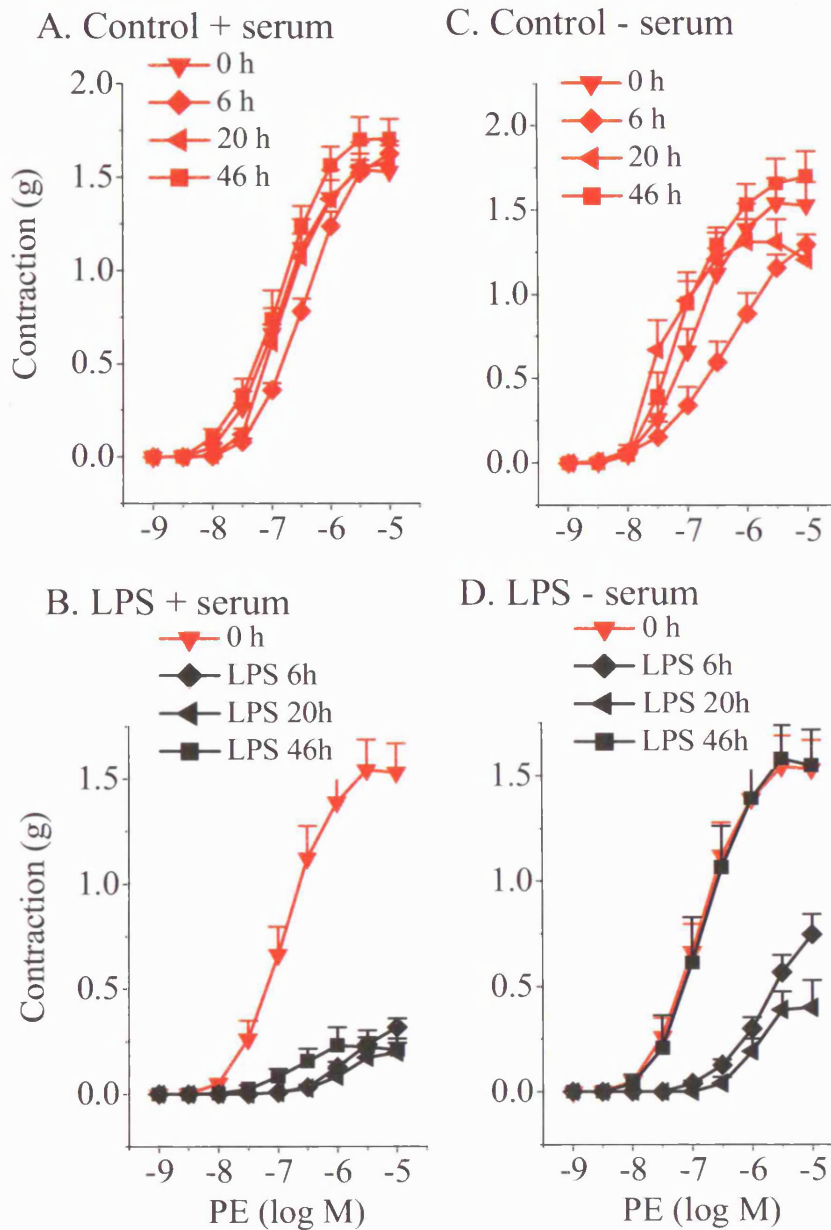 A. Control + serum
0 h
6 h
20 h
46 h
2.0
1.5
1.0
0.5
0.0
Contraction (g)
-9 -8 -7 -6 -5
C. Control - serum
0 h
6 h
20 h
46 h
2.0
1.5
1.0
0.5
0.0
-9 -8 -7 -6 -5
B. LPS + serum
0 h
LPS 6h
LPS 20h
LPS 46h
1.5
1.0
0.5
0.0
Contraction (g)
-9 -8 -7 -6 -5
PE (log M)
D. LPS - serum
0 h
LPS 6h
LPS 20h
LPS 46h
1.5
1.0
0.5
0.0
-9 -8 -7 -6 -5
PE (log M)